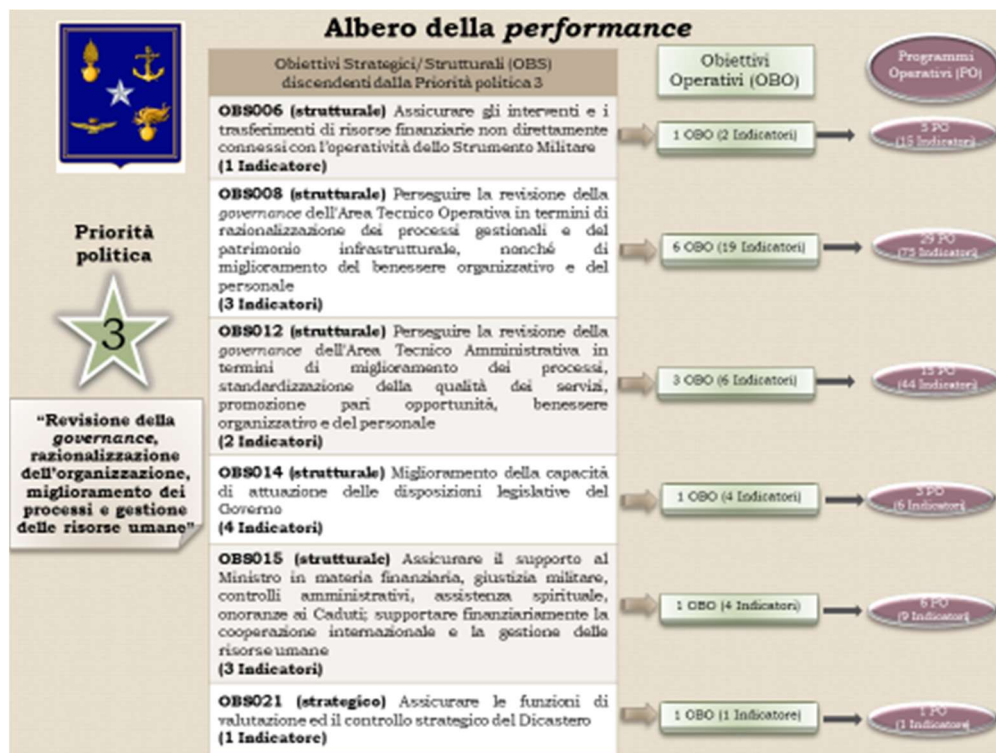 Albero della performance
Obiettivi Strategici/Strutturali (OBS)
discendenti dalla Priorità politica 3
Obiettivi
Operativi (OBO)
Programmi
Operativi (PO)
OBS006 (strutturale) Assicurare gli interventi e i
trasferimenti di risorse finanziarie non direttamente
connessi con l'operatività dello Strumento Militare
(1 Indicatore)
1 OBO (2 Indicatori)
5 PO
(15 Indicatori)
OBS008 (strutturale) Perseguire la revisione della
governance dell'Area Tecnico Operativa in termini di
razionalizzazione dei processi gestionali e del
patrimonio infrastrutturale, nonché di
miglioramento del benessere organizzativo e del
personale
(3 Indicatori)
6 OBO (19 Indicatori)
29 PO
(75 Indicatori)
Priorità
politica
3
"Revisione della
governance,
razionalizzazione
dell'organizzazione,
miglioramento dei
processi e gestione
delle risorse umane"
OBS012 (strutturale) Perseguire la revisione della
governance dell'Area Tecnico Amministrativa in
termini di miglioramento dei processi,
standardizzazione della qualità dei servizi,
promozione pari opportunità, benessere
organizzativo e del personale
(2 Indicatori)
3 OBO (6 Indicatori)
15 PO
(44 Indicatori)
OBS014 (strutturale) Miglioramento della capacità
di attuazione delle disposizioni legislative del
Governo
(4 Indicatori)
1 OBO (4 Indicatori)
3 PO
(6 Indicatori)
OBS015 (strutturale) Assicurare il supporto al
Ministro in materia finanziaria, giustizia militare,
controlli amministrativi, assistenza spirituale,
onoranze ai Caduti; supportare finanziariamente la
cooperazione internazionale e la gestione delle
risorse umane
(3 Indicatori)
1 OBO (4 Indicatori)
6 PO
(9 Indicatori)
OBS021 (strategico) Assicurare le funzioni di
valutazione ed il controllo strategico del Dicastero
(1 Indicatore)
1 OBO (1 Indicatore)
1 PO
(1 Indicatore)